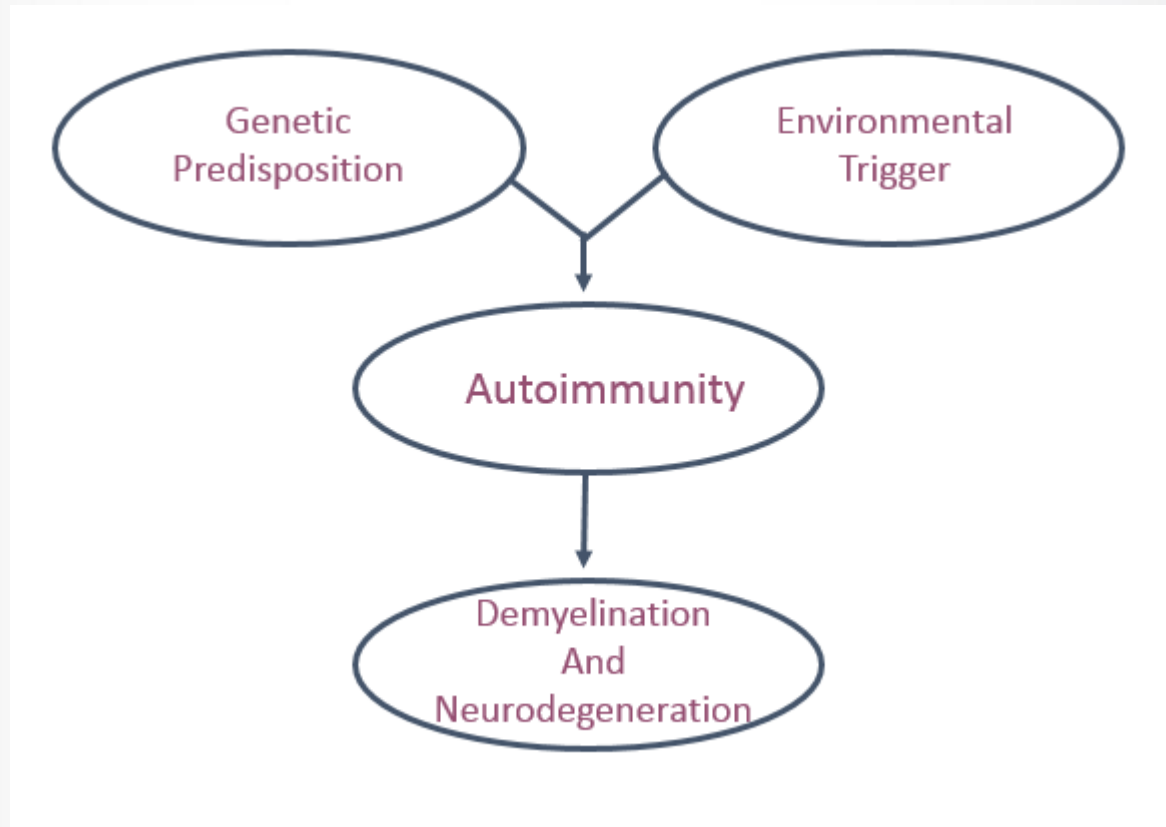 Genetic
Predisposition
Environmental
Trigger
Autoimmunity
Demyelination
And
Neurodegeneration